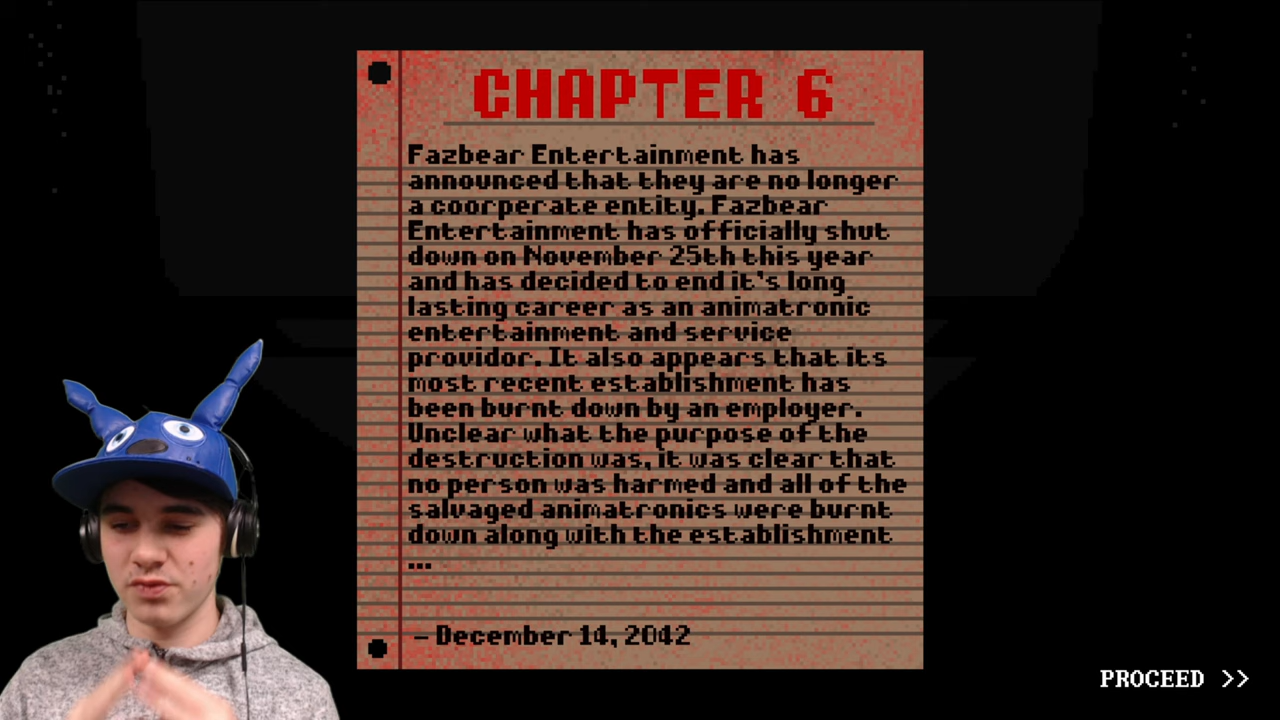 CHAPTER 6
Fazbear Entertainment has
announced that they are no longer
a coorperate entity. Fazbear
Entertainment has officially shut
down on November 25th this year
and has decided to end it's long
lasting career as an animatronic
entertainment and service
providor. It also appears that its
most recent establishment has
been burnt down by an employer.
Unclear what the purpose of the
destruction was, it was clear that
no person was harmed and all of the
salvaged animatronics were burnt
down along with the establishment
...
- December 14, 2042
PROCEED >>